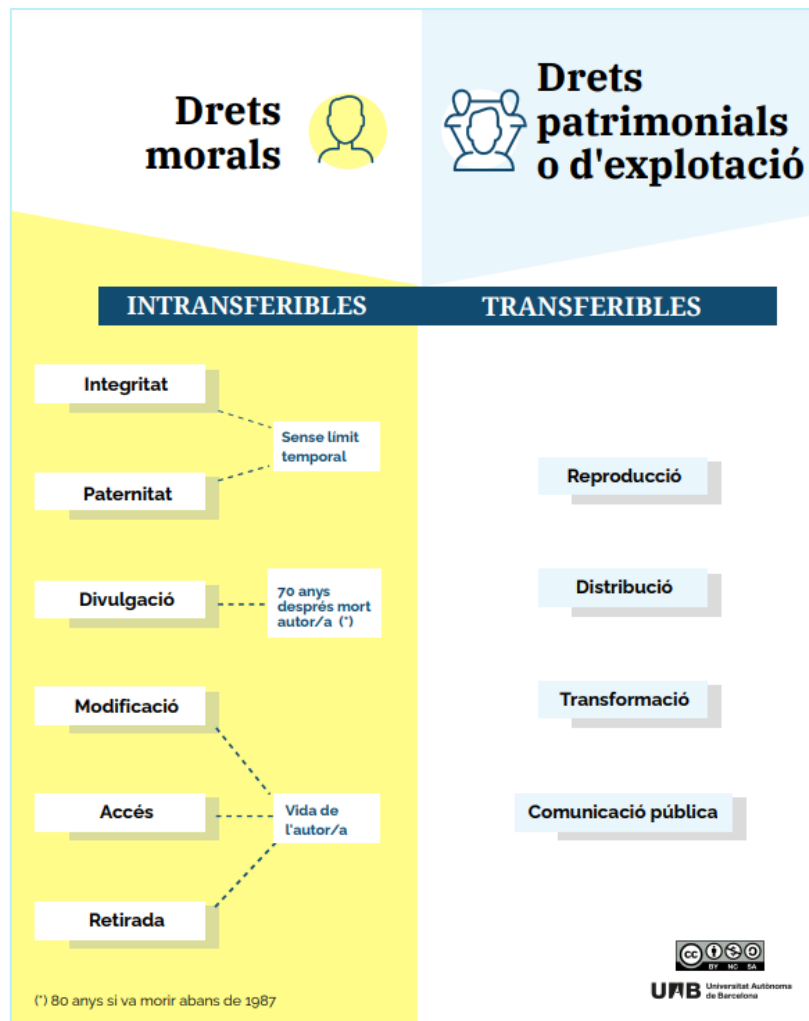 Drets
morals
Drets
patrimonials
o d'explotació
INTRANSFERIBLES
TRANSFERIBLES
Integritat
Sense límit
temporal
Paternitat
Divulgació
70 anys
després mort
autor/a (*)
Modificació
Accés
Vida de
l'autor/a
Retirada
(*) 80 anys si va morir abans de 1987
Reproducció
Distribució
Transformació
Comunicació pública
cc
BY NC SA
UAB Universitat Autònoma
de Barcelona